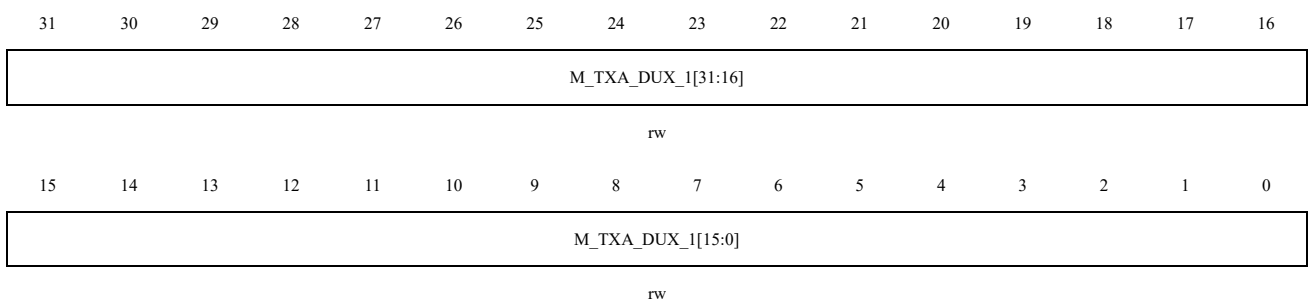 31 30 29 28 27 26 25 24 23 22 21 20 19 18 17 16
M_TXA_DUX_1[31:16]
rw
15 14 13 12 11 10 9 8 7 6 5 4 3 2 1 0
M_TXA_DUX_1[15:0]
rw